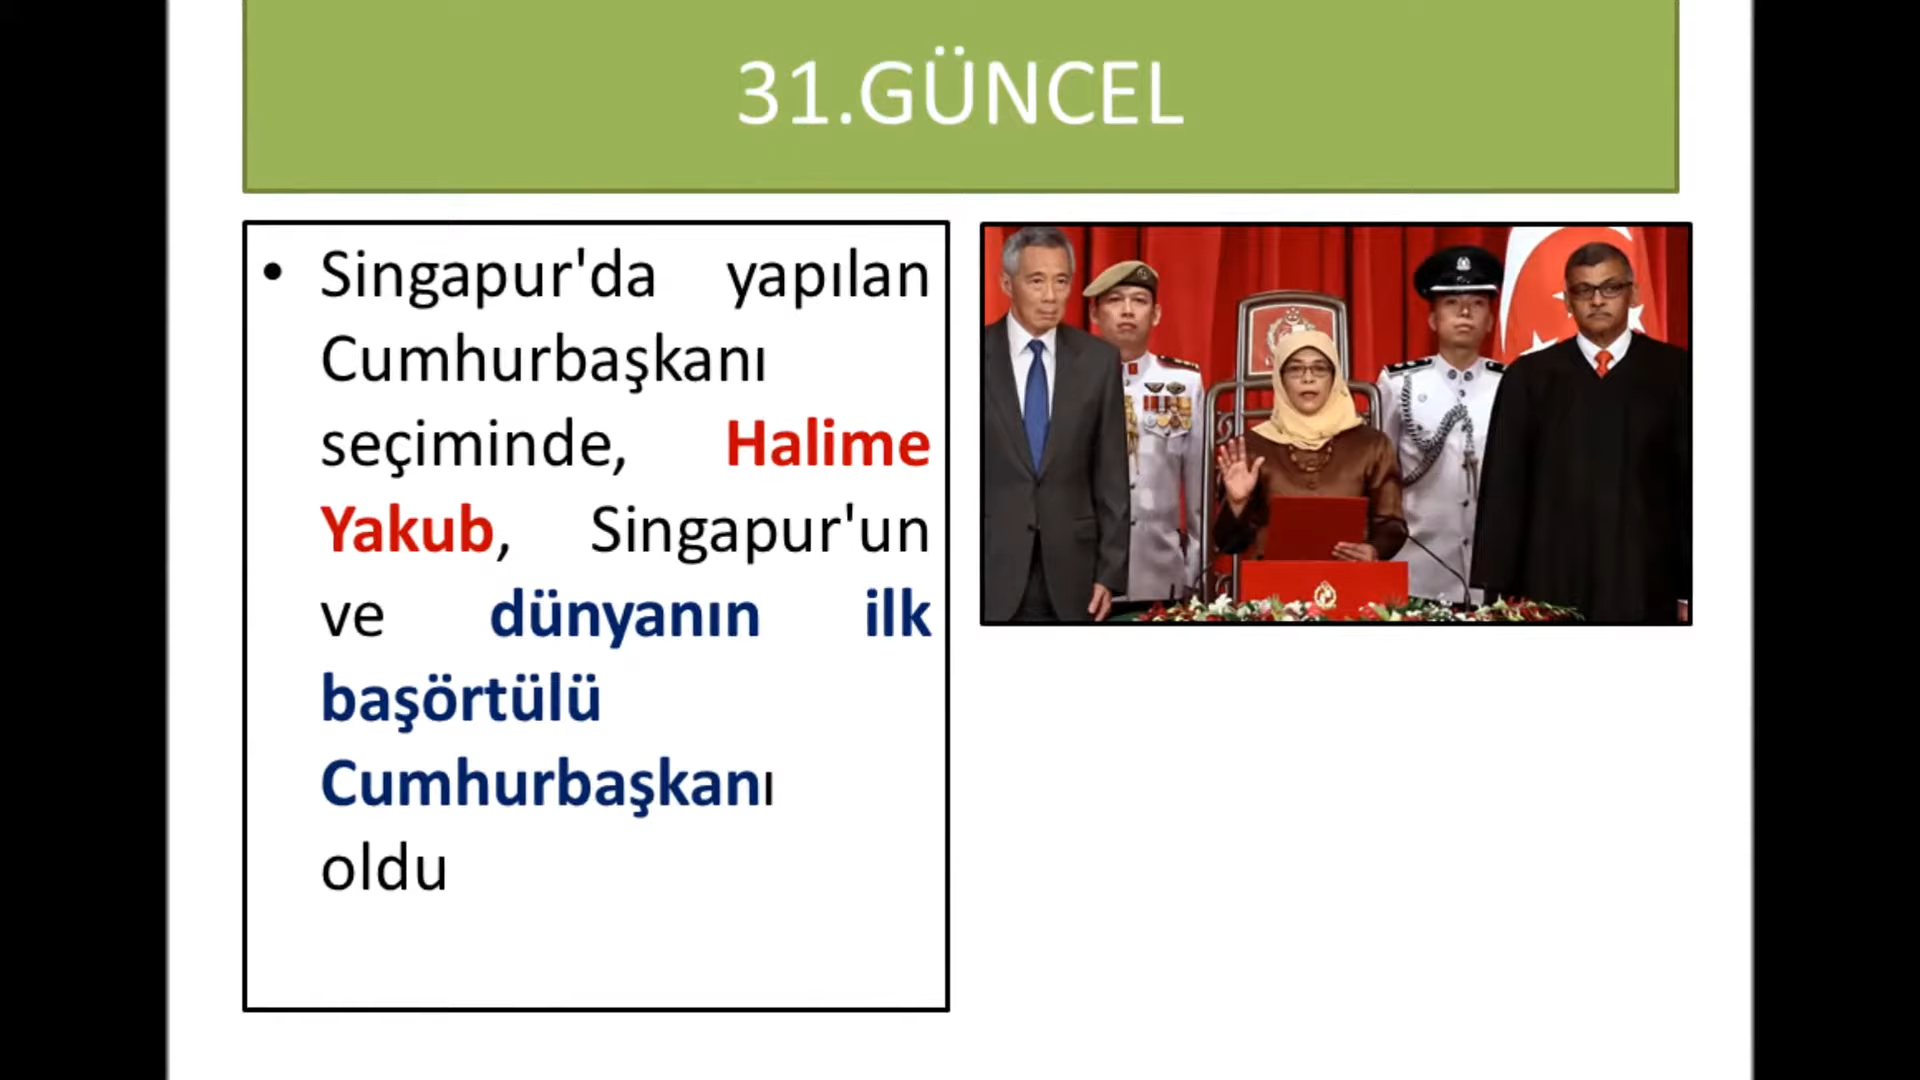 31.GÜNCEL
• Singapur'da yapılan
Cumhurbaşkanı
seçiminde, Halime
Yakub, Singapur'un
ve dünyanın ilk
başörtülü
Cumhurbaşkanı
oldu